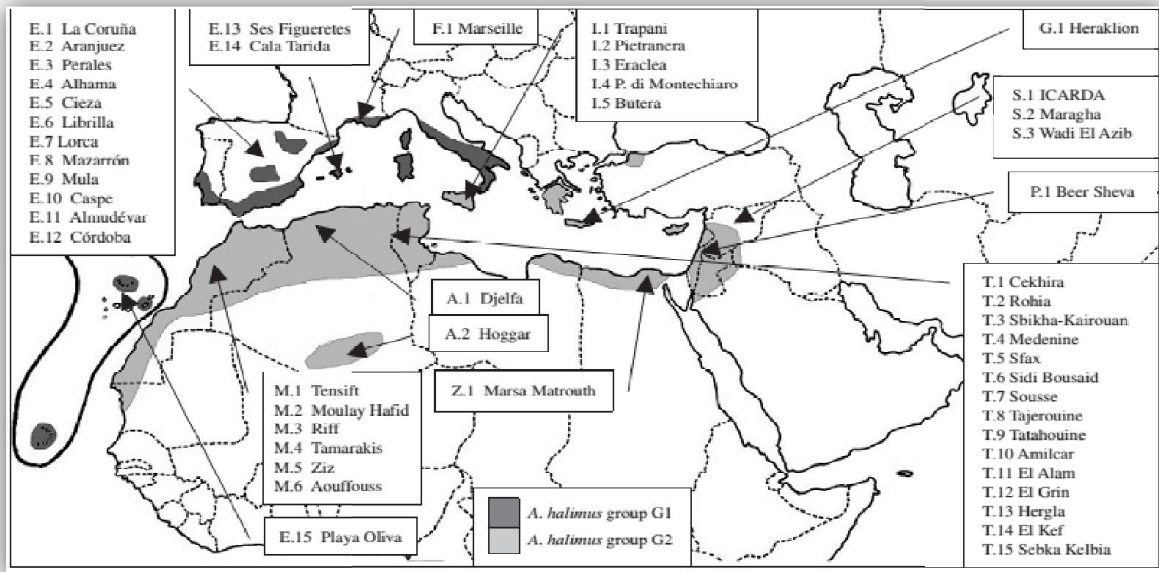 E.1 La Coruña
E.2 Aranjuez
E.3 Perales
E.4 Alhama
E.5 Cieza
E.6 Librilla
E.7 Lorca
E.8 Mazarrón
E.9 Mula
E.10 Caspe
E.11 Almudévar
E.12 Córdoba
E.13 Ses Figueretes
E.14 Cala Tarida
F.1 Marseille
I.1 Trapani
I.2 Pietranera
I.3 Eraclea
I.4 P. di Montechiaro
I.5 Butera
G.1 Heraklion
S.1 ICARDA
S.2 Maragha
S.3 Wadi El Azib
P.1 Beer Sheva
A.1 Djelfa
A.2 Hoggar
Z.1 Marsa Matrouth
M.1 Tensift
M.2 Moulay Hafid
M.3 Riff
M.4 Tamarakis
M.5 Ziz
M.6 Aouffouss
E.15 Playa Oliva
T.1 Cekhira
T.2 Rohia
T.3 Sbikha-Kairouan
T.4 Medenine
T.5 Sfax
T.6 Sidi Bousaid
T.7 Sousse
T.8 Tajerouine
T.9 Tatahouine
T.10 Amilcar
T.11 El Alam
T.12 El Grin
T.13 Hergla
T.14 El Kef
T.15 Sebka Kelbia
A. halimus group G1
A. halimus group G2